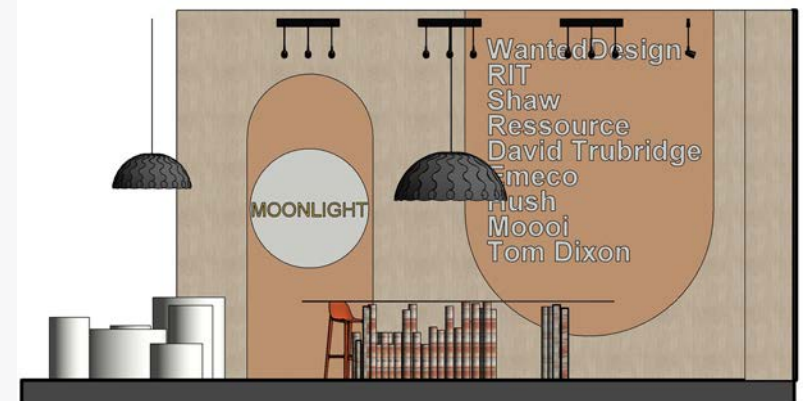 MOONLIGHT
WantedDesign
RIT
Shaw
Ressource
David Trubridge
Emeco
Hush
Moooi
Tom Dixon